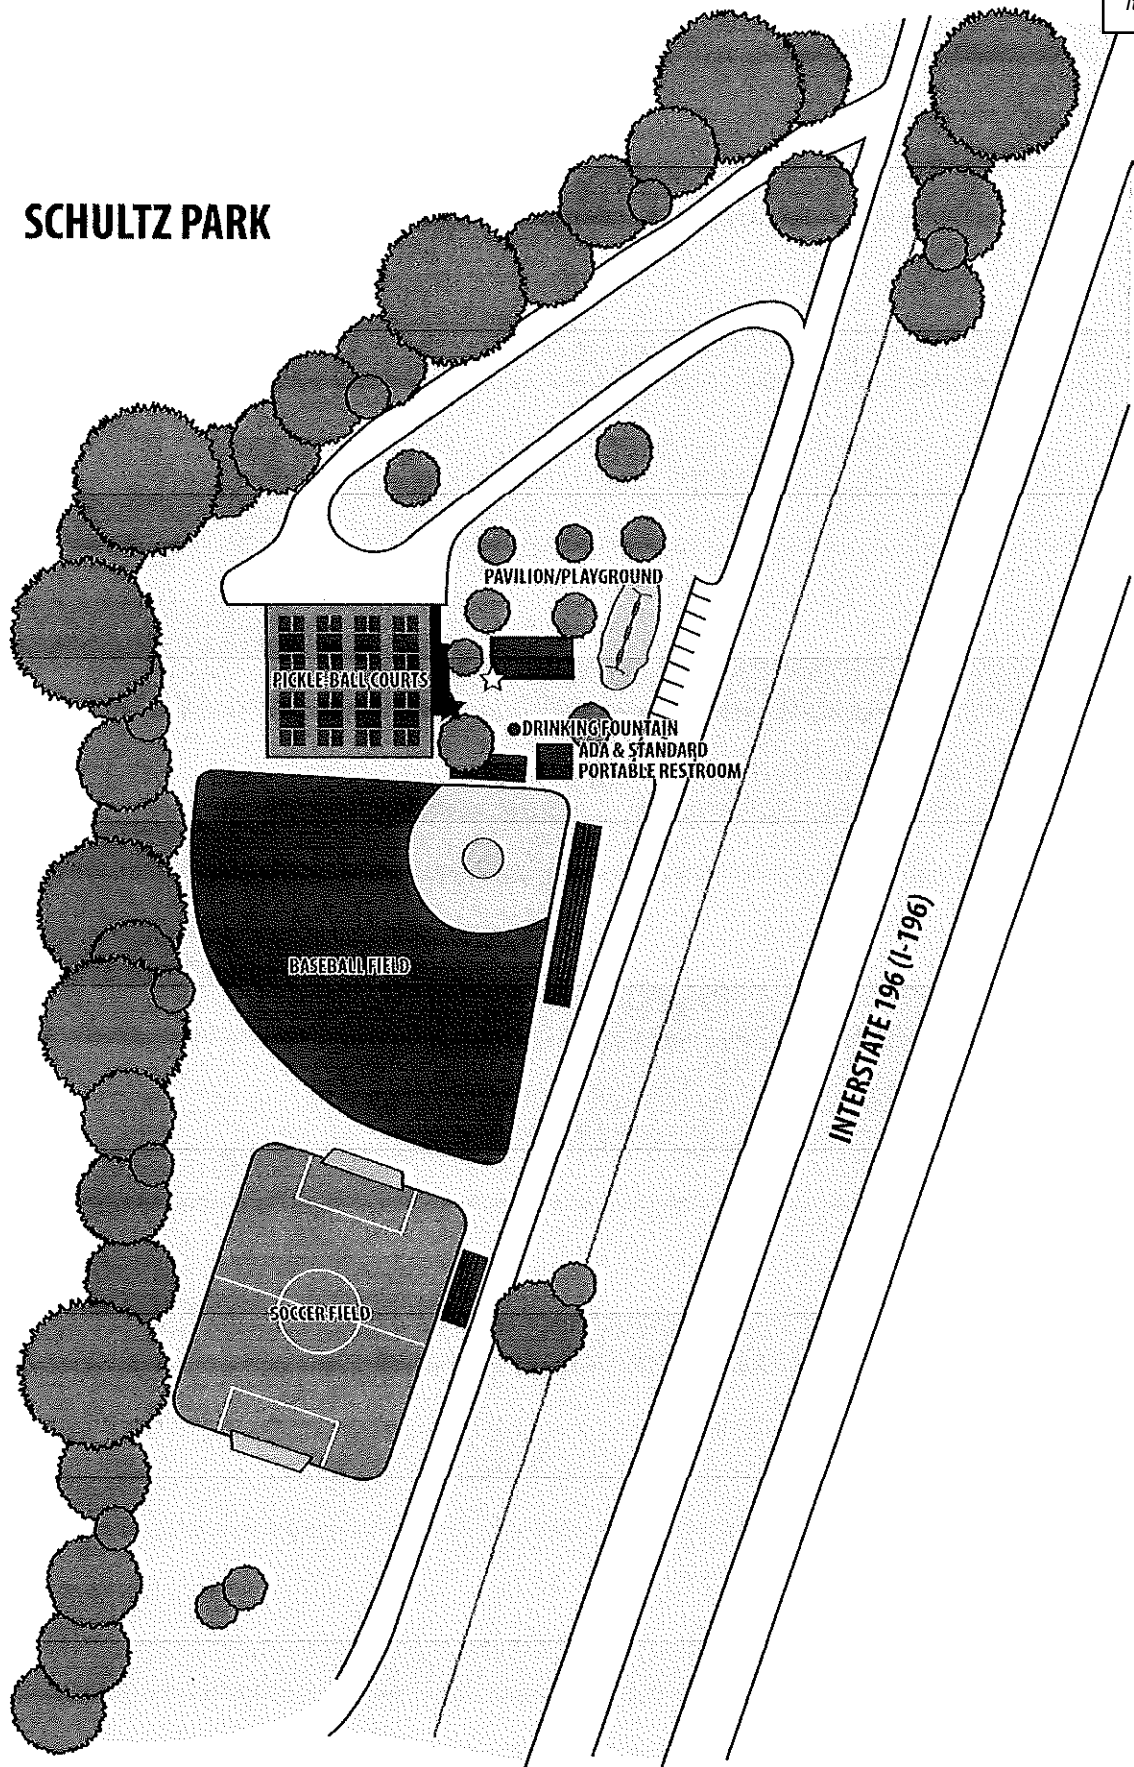 SCHULTZ PARK
PAVILION/PLAYGROUND
PICKLE-BALL COURTS
DRINKING FOUNTAIN
ADA & STANDARD
PORTABLE RESTROOM
BASEBALL FIELD
INTERSTATE 196 (I-196)
SOCCER FIELD